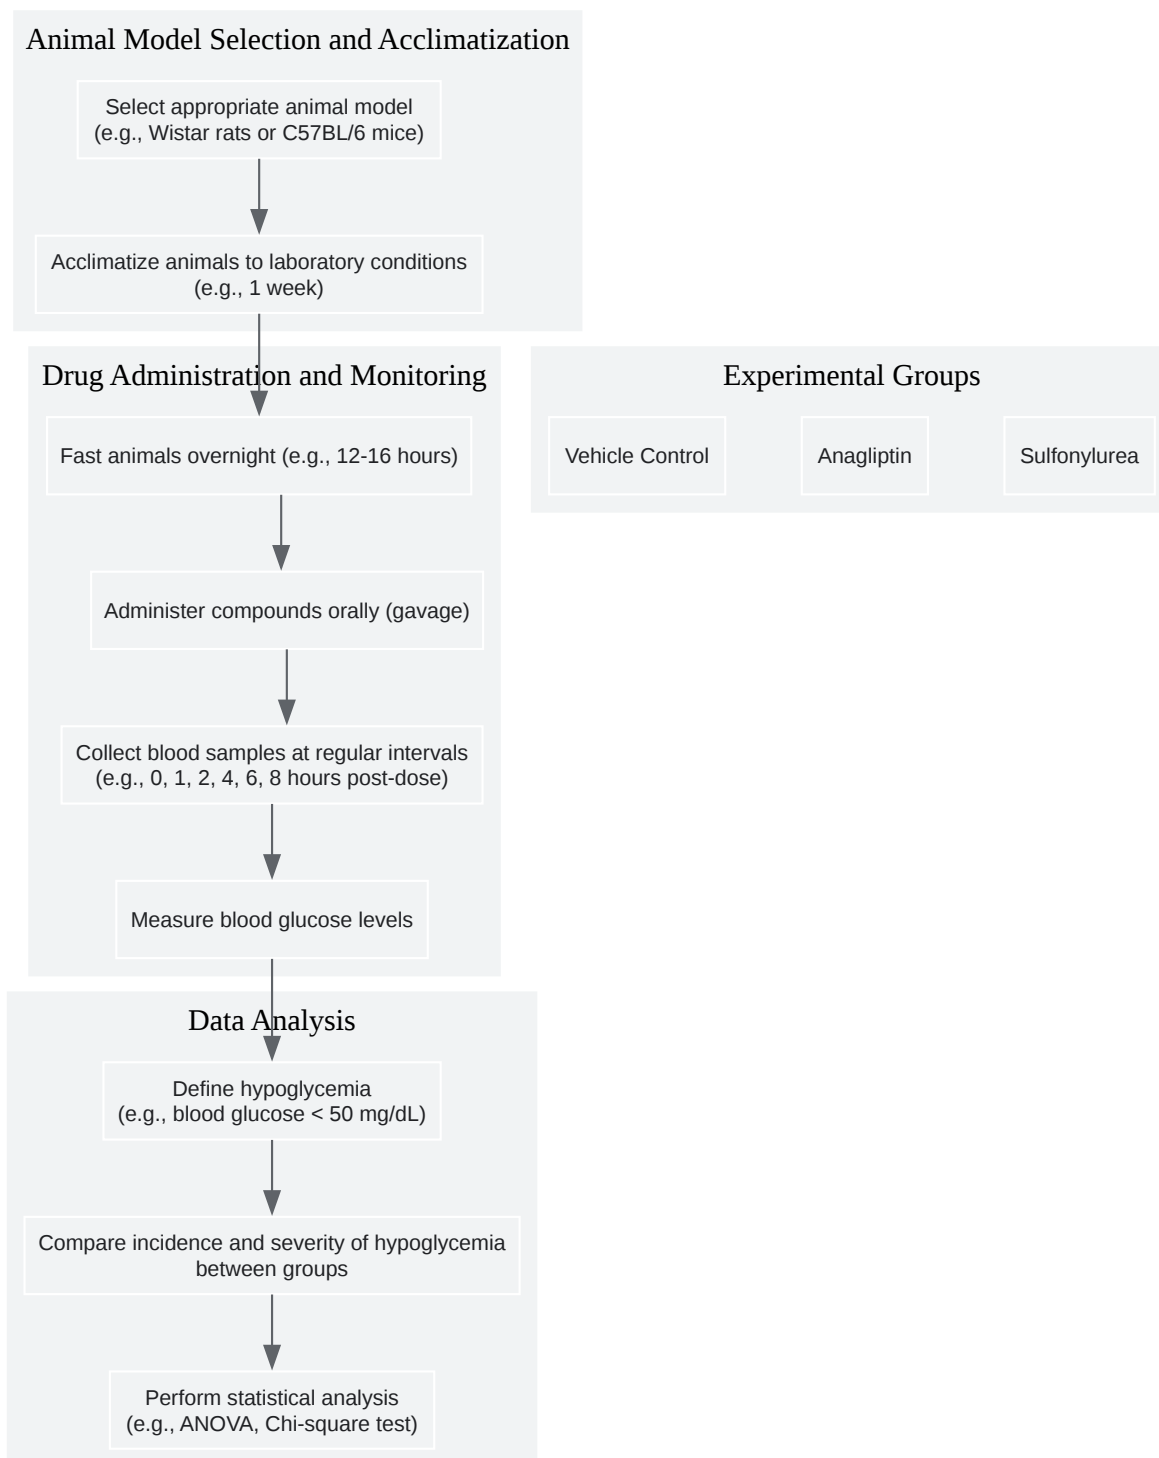 Animal Model Selection and Acclimatization
Select appropriate animal model
(e.g., Wistar rats or C57BL/6 mice)
Acclimatize animals to laboratory conditions
(e.g., 1 week)
Drug Administration and Monitoring
Fast animals overnight (e.g., 12-16 hours)
Administer compounds orally (gavage)
Collect blood samples at regular intervals
(e.g., 0, 1, 2, 4, 6, 8 hours post-dose)
Measure blood glucose levels
Experimental Groups
Vehicle Control
Anagliptin
Sulfonylurea
Data Analysis
Define hypoglycemia
(e.g., blood glucose < 50 mg/dL)
Compare incidence and severity of hypoglycemia
between groups
Perform statistical analysis
(e.g., ANOVA, Chi-square test)